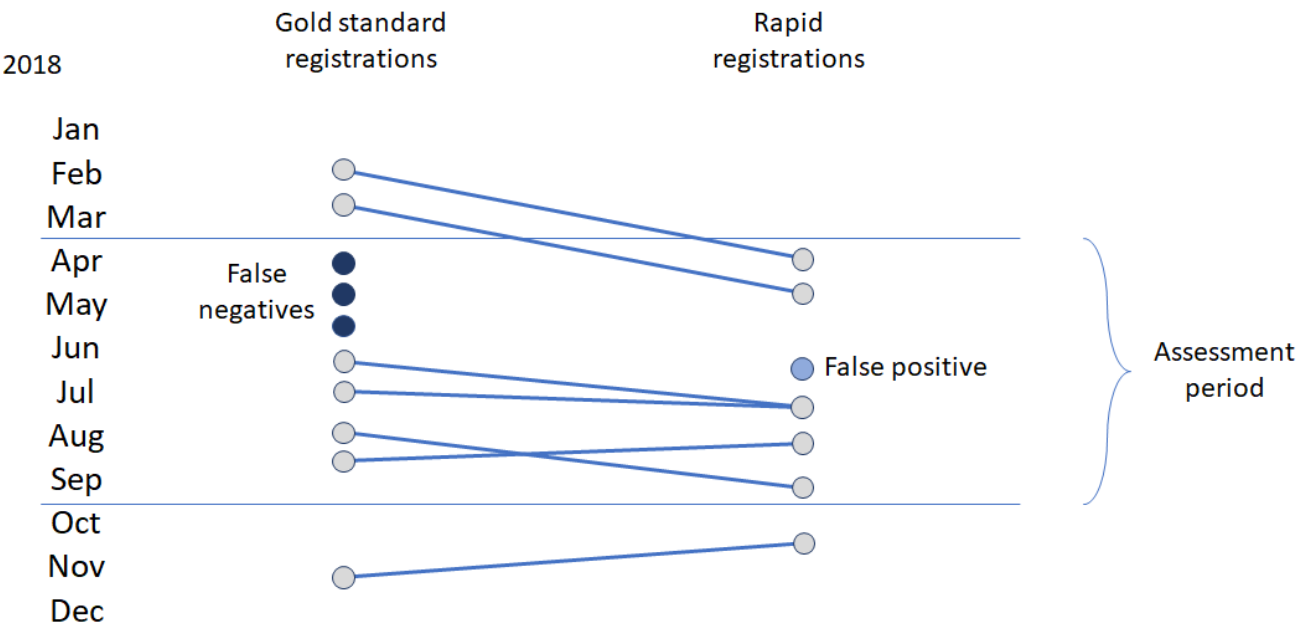 Gold standard
registrations
Rapid
registrations
2018
Jan
Feb
Mar
Apr
May
Jun
Jul
Aug
Sep
Oct
Nov
Dec
False
negatives
False positive
Assessment
period